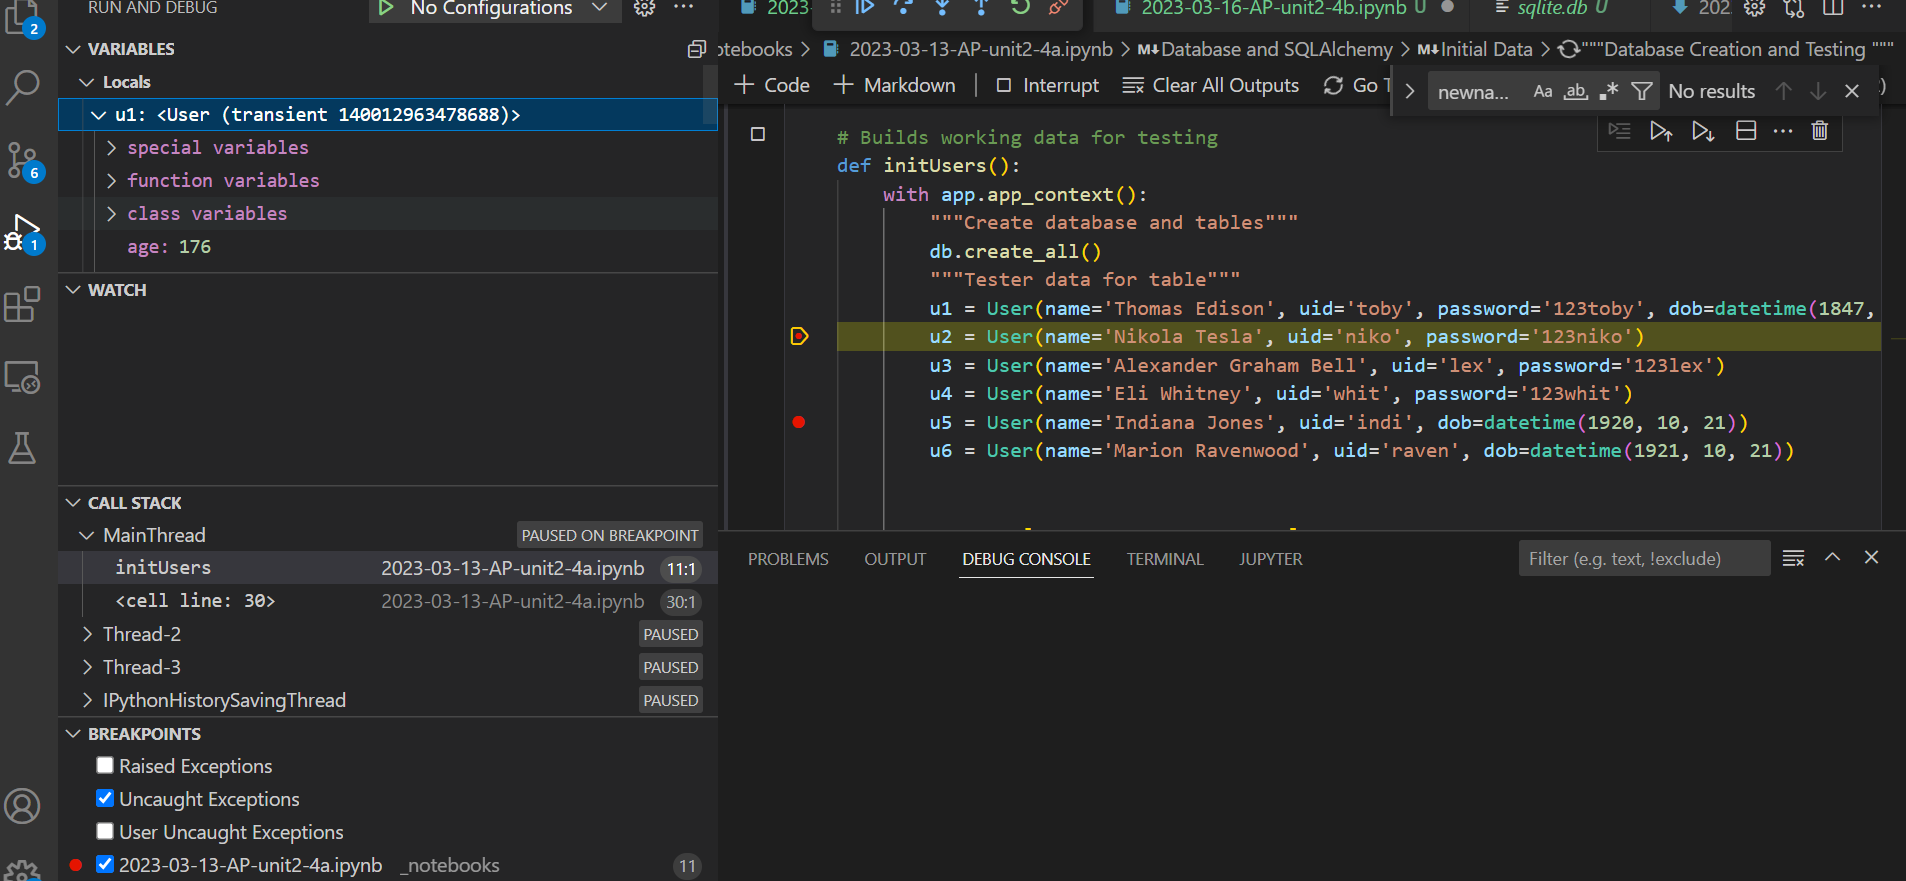 RUN AND DEBUG
No Configurations
2023-
2023-03-16-AP-unit2-4b.ipynb U
sqlite.db U
202
2
VARIABLES
otebooks > 2023-03-13-AP-unit2-4a.ipynb > M↓Database and SQLAlchemy > M↓Initial Data > """Database Creation and Testing """
Locals
+ Code + Markdown | Interrupt Clear All Outputs Go T
newna... Aa ab .* No results
u1: <User (transient 140012963478688)>
special variables
function variables
class variables
age: 176
6
1
# Builds working data for testing
def initUsers():
with app.app_context():
"""Create database and tables"""
db.create_all()
"""Tester data for table"""
u1 = User(name='Thomas Edison', uid='toby', password='123toby', dob=datetime(1847,
u2 = User(name='Nikola Tesla', uid='niko', password='123niko')
u3 = User(name='Alexander Graham Bell', uid='lex', password='123lex')
u4 = User(name='Eli Whitney', uid='whit', password='123whit')
u5 = User(name='Indiana Jones', uid='indi', dob=datetime(1920, 10, 21))
u6 = User(name='Marion Ravenwood', uid='raven', dob=datetime(1921, 10, 21))
WATCH
CALL STACK
MainThread PAUSED ON BREAKPOINT
initUsers 2023-03-13-AP-unit2-4a.ipynb 11:1
<cell line: 30> 2023-03-13-AP-unit2-4a.ipynb 30:1
Thread-2 PAUSED
Thread-3 PAUSED
IPythonHistorySavingThread PAUSED
BREAKPOINTS
Raised Exceptions
Uncaught Exceptions
User Uncaught Exceptions
2023-03-13-AP-unit2-4a.ipynb _notebooks 11
PROBLEMS OUTPUT DEBUG CONSOLE TERMINAL JUPYTER
Filter (e.g. text, !exclude)